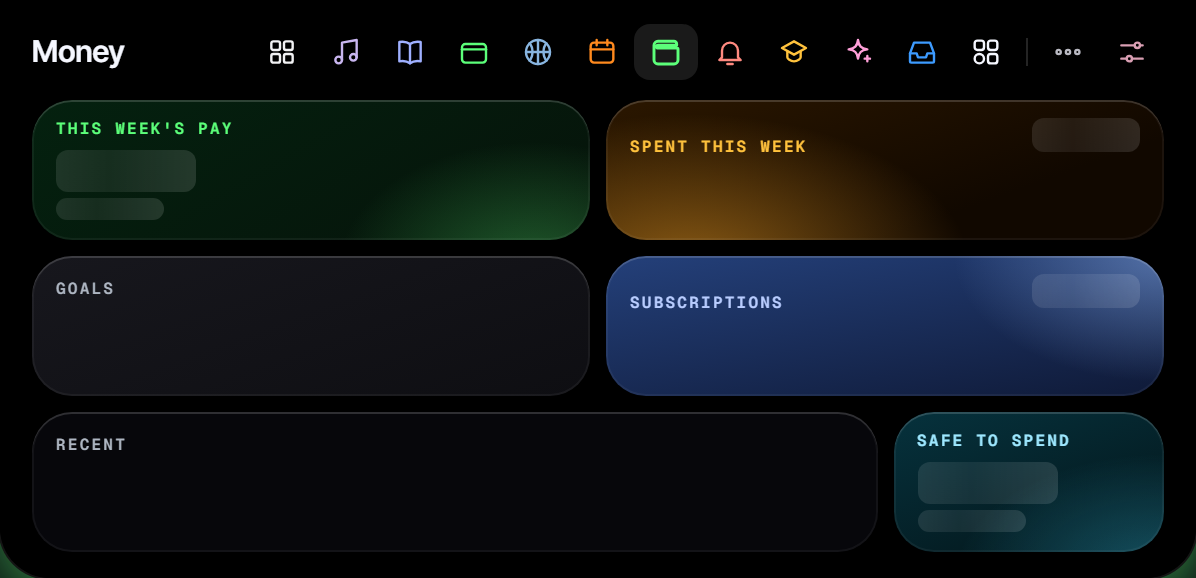 Money
THIS WEEK'S PAY
SPENT THIS WEEK
GOALS
SUBSCRIPTIONS
RECENT
SAFE TO SPEND